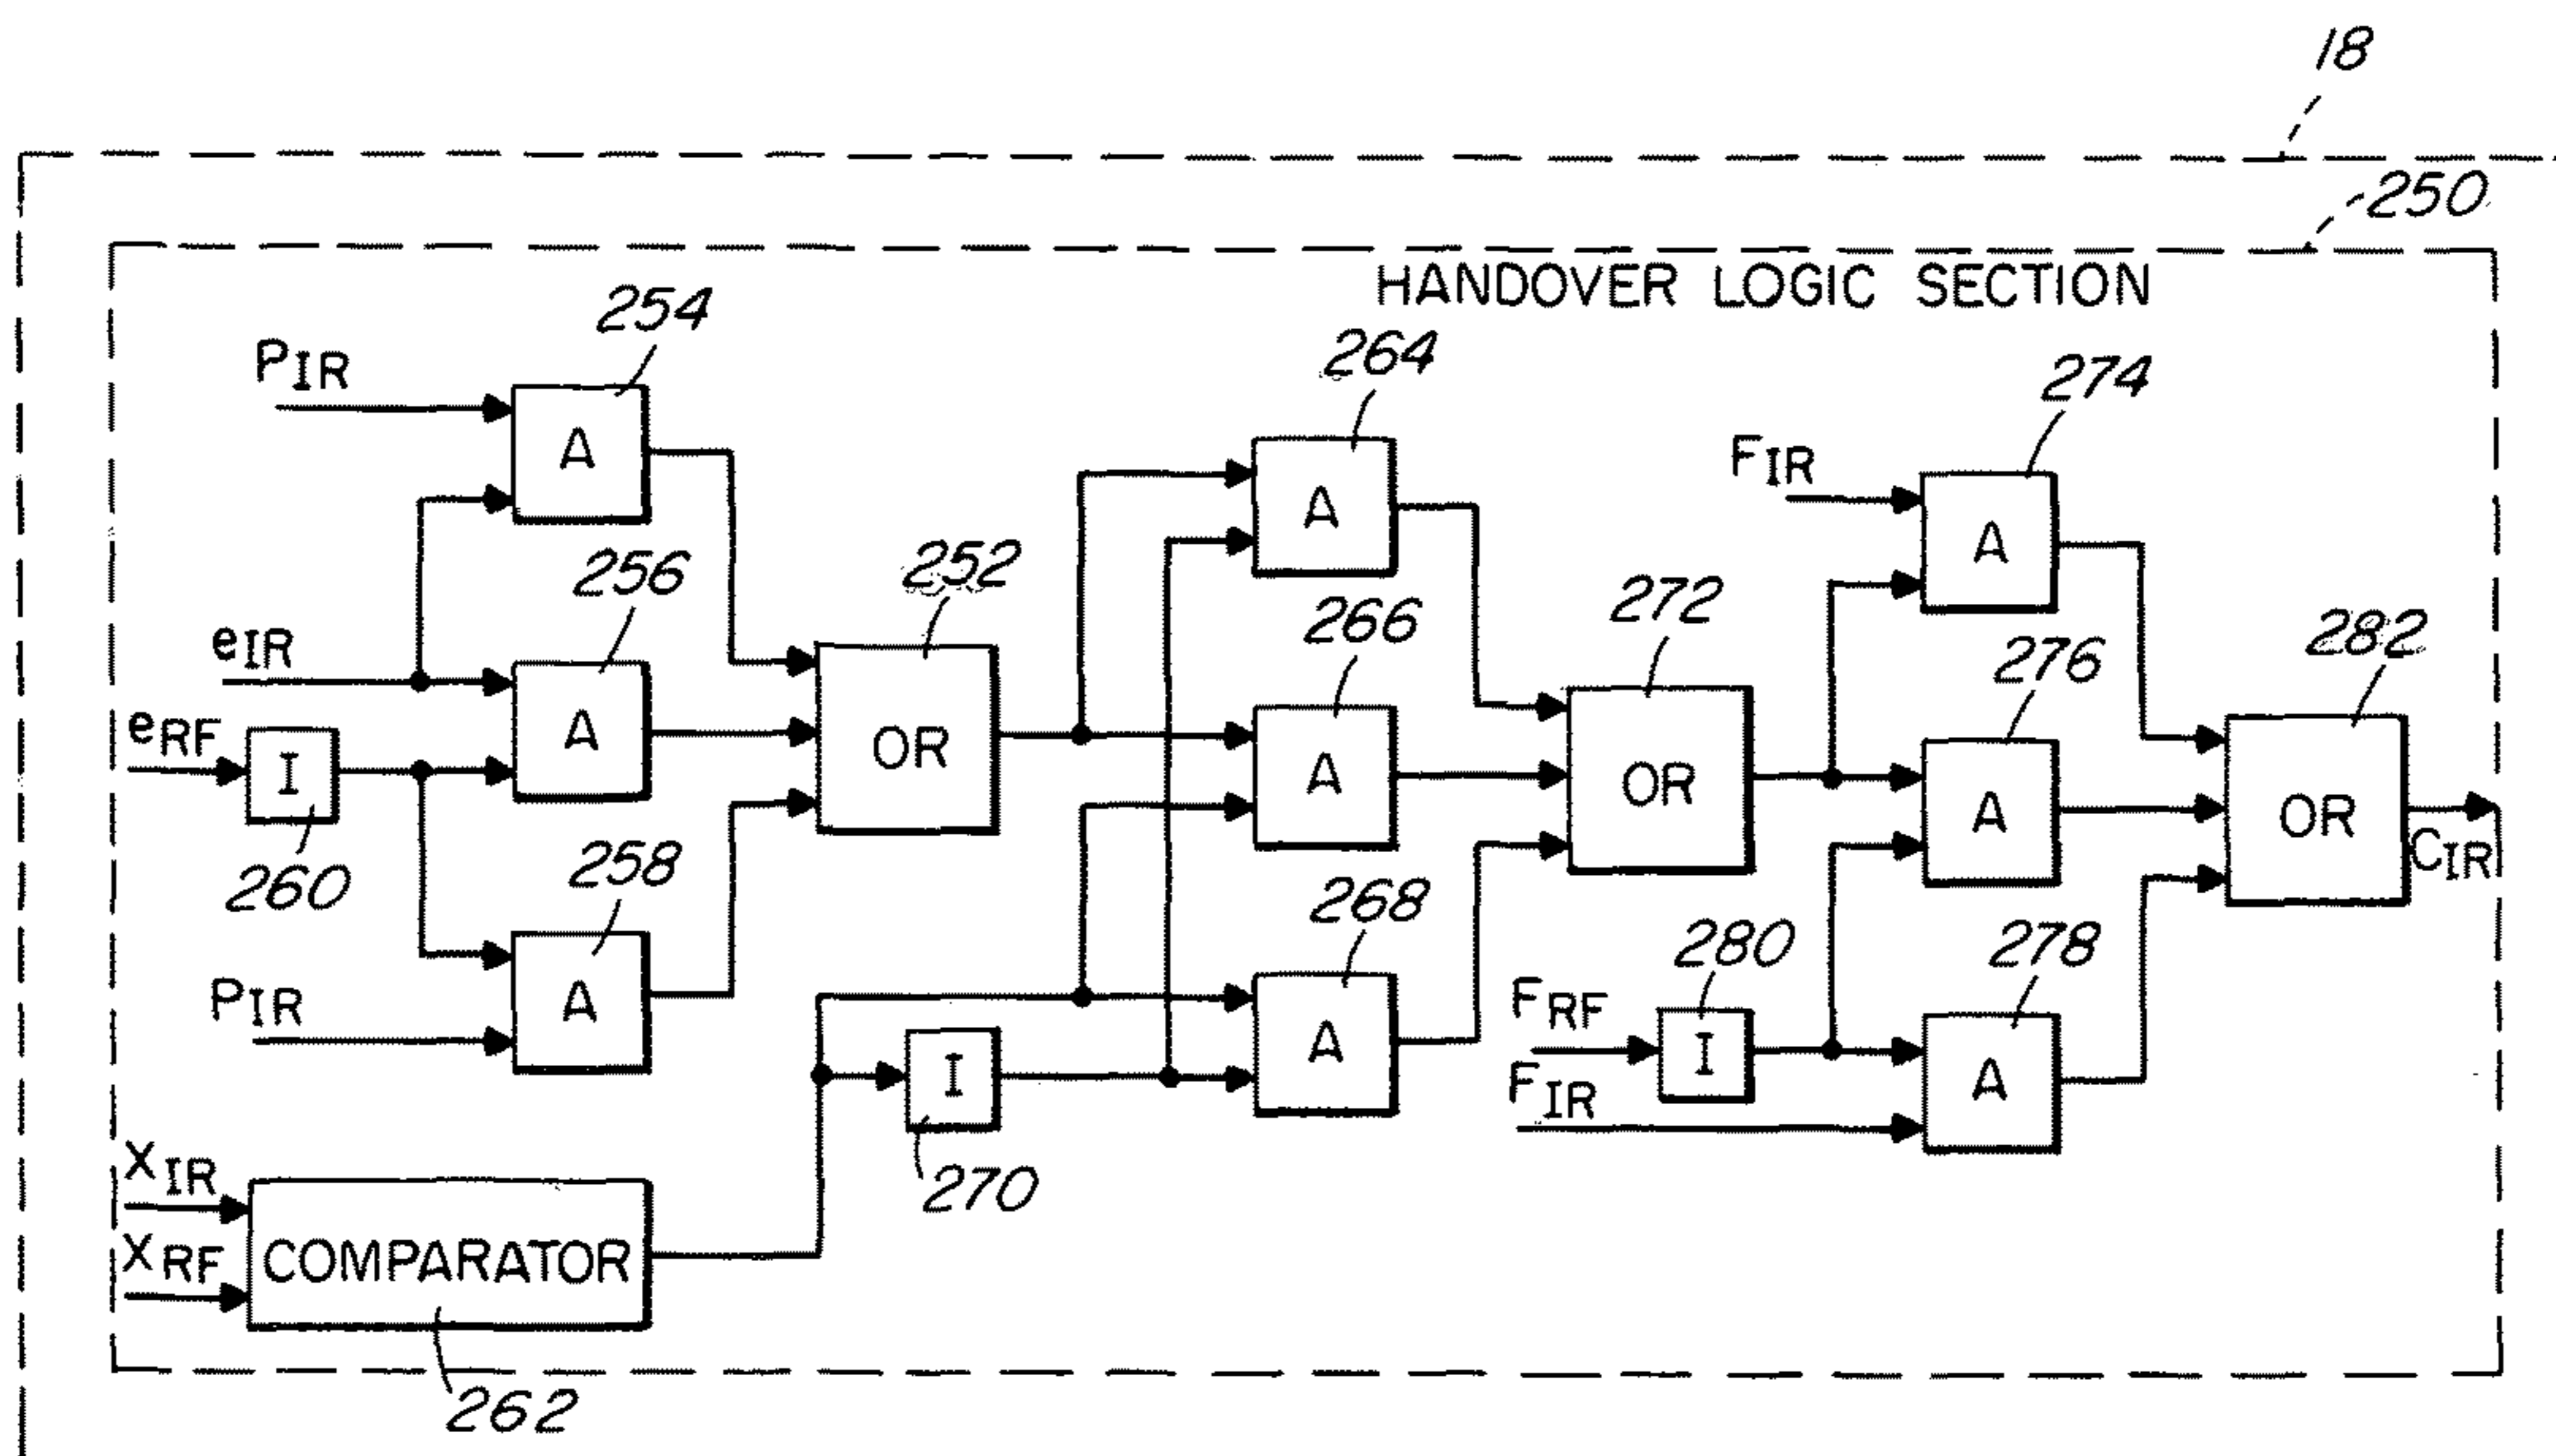 18
250
HANDOVER LOGIC SECTION
254
PIR
A
264
274
FIR
A
256
eIR
A
252
OR
266
A
272
OR
276
A
282
OR
CIR
eRF
I
260
258
A
PIR
268
A
280
FRF
I
FIR
278
A
I
270
XIR
XRF
COMPARATOR
262
A